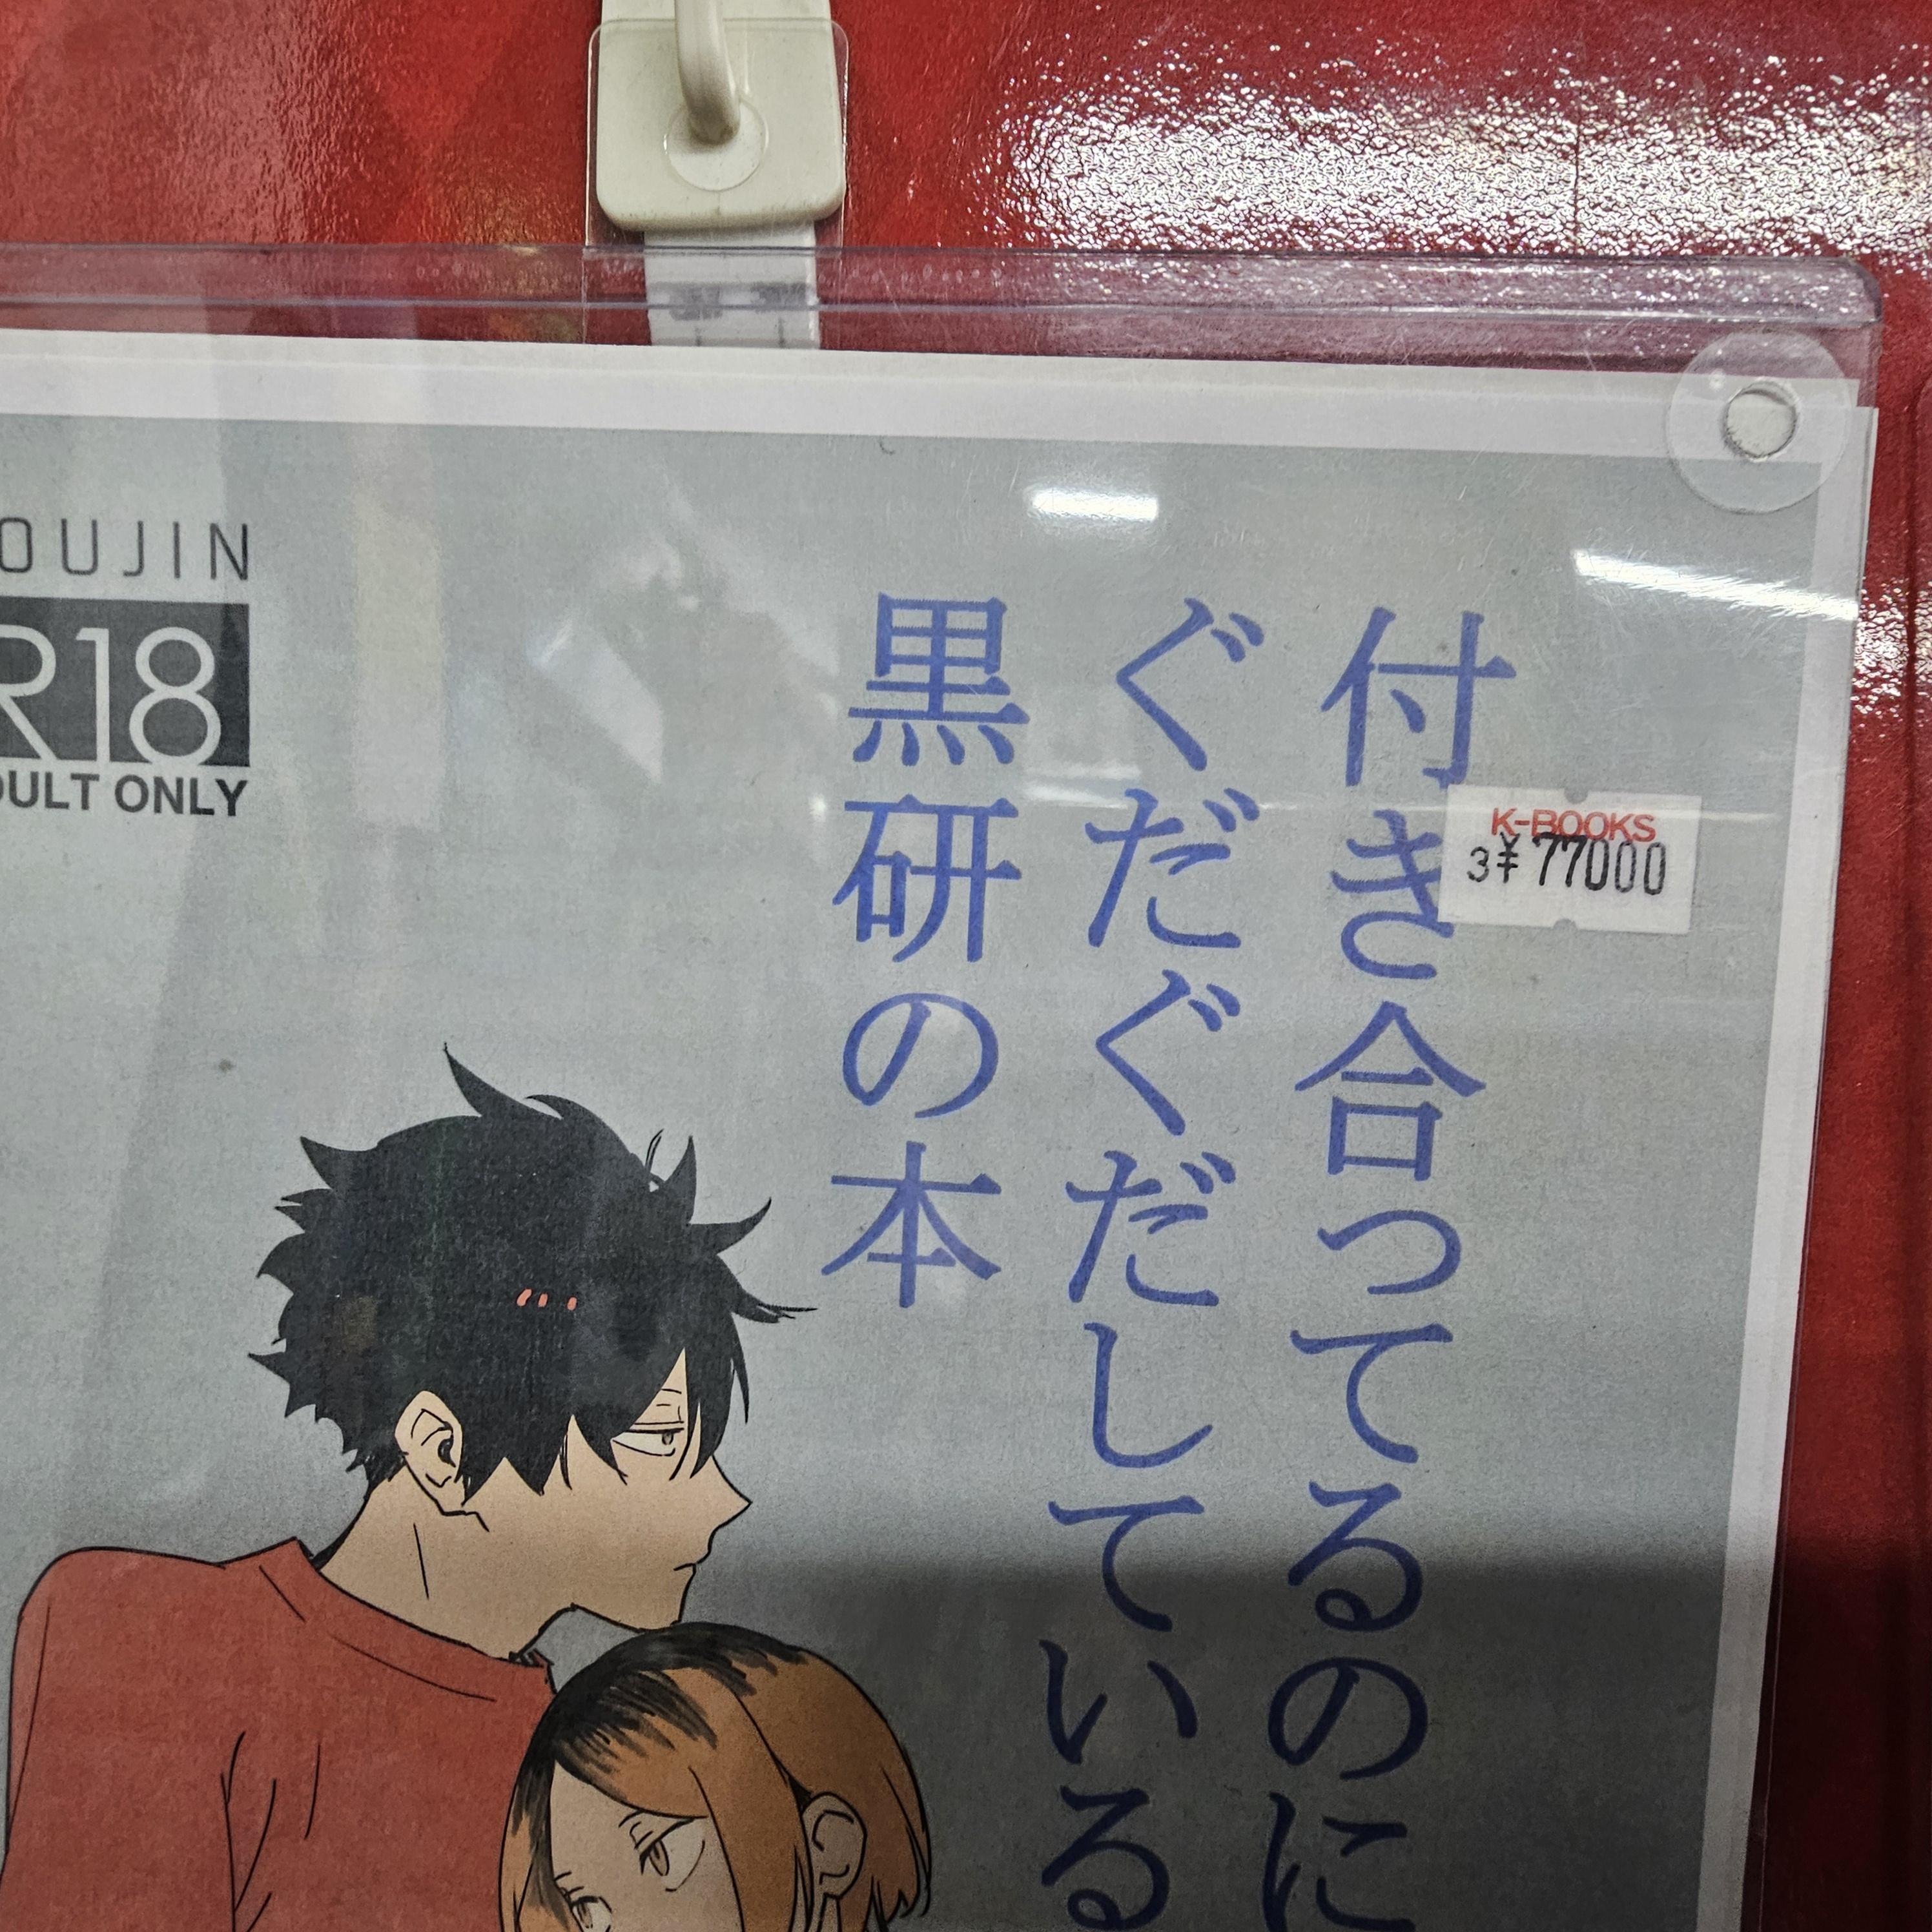 OUJIN
R18
DULT ONLY
付き合ってるのに
ぐだぐだしている
黒研の本
K-BOOKS
3¥77000